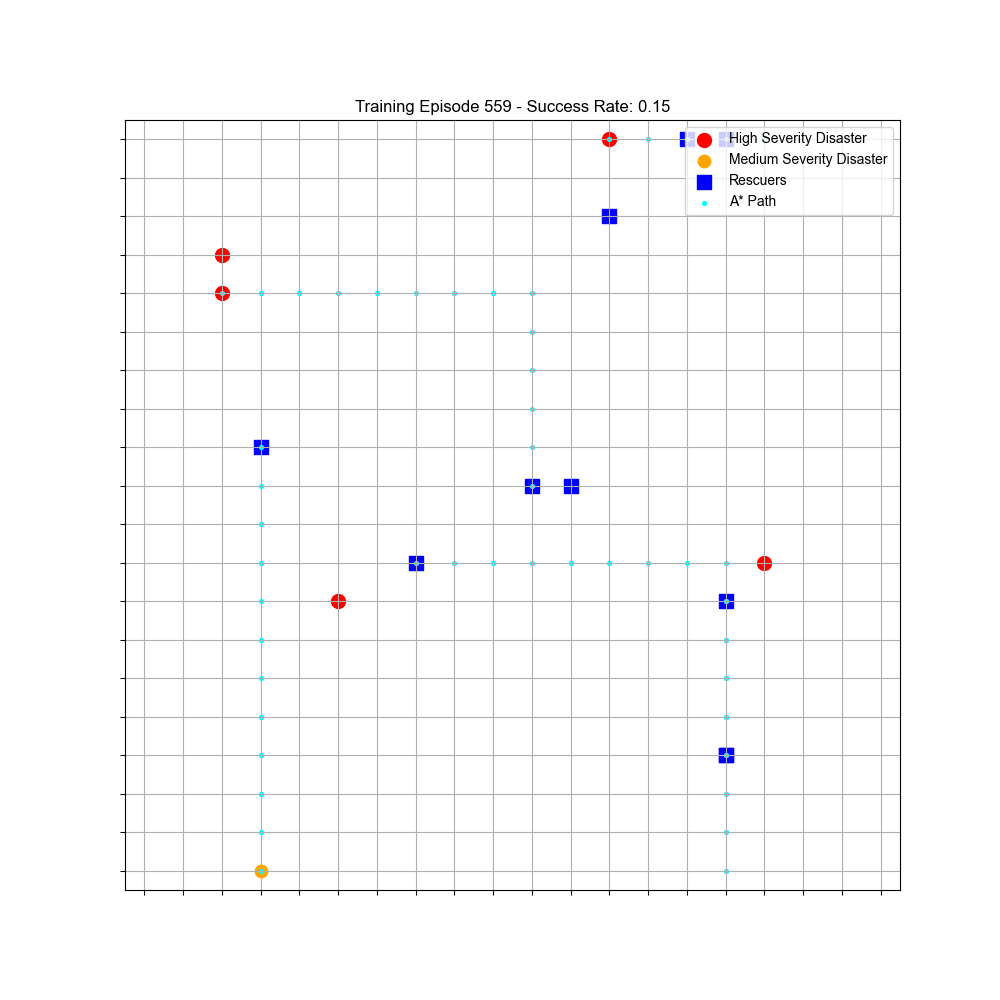 Training Episode 559 - Success Rate: 0.15
High Severity Disaster
Medium Severity Disaster
Rescuers
A* Path